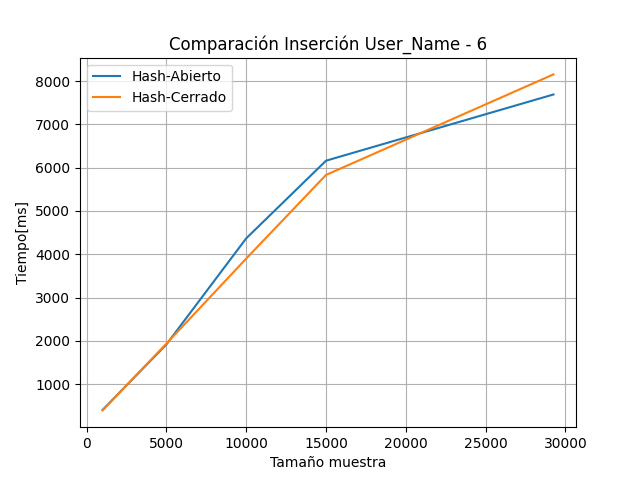 Comparación Inserción User_Name - 6
Hash-Abierto
Hash-Cerrado
8000
7000
6000
5000
4000
3000
2000
1000
Tiempo[ms]
0 5000 10000 15000 20000 25000 30000
Tamaño muestra